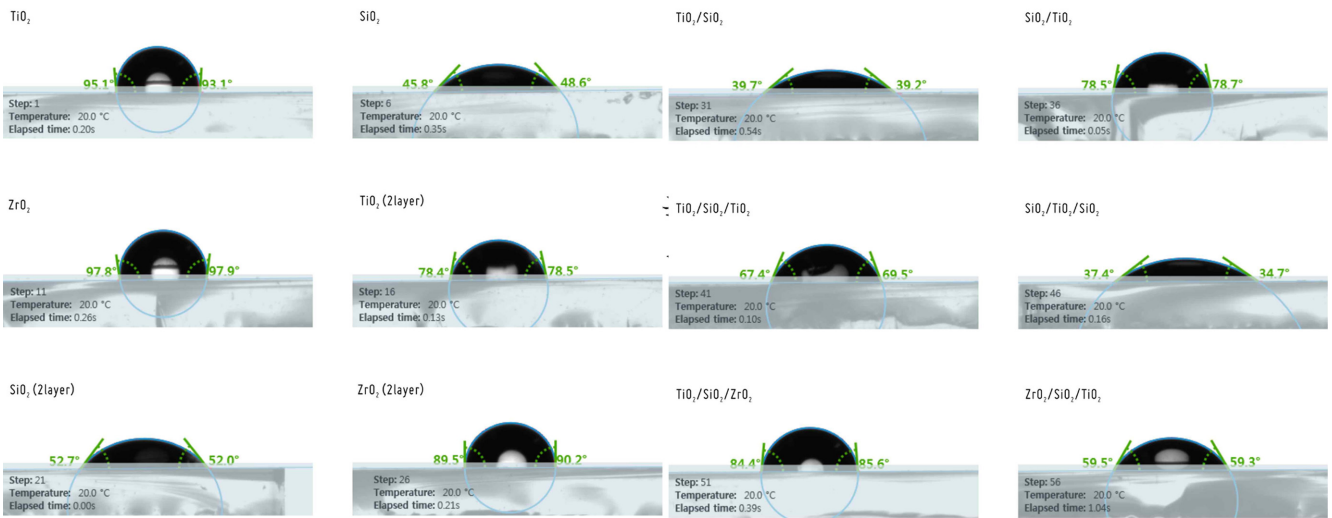 TiO₂
95.1° 93.1°
Step: 1
Temperature: 20.0 °C
Elapsed time: 0.20s
SiO₂
45.8° 48.6°
Step: 6
Temperature: 20.0 °C
Elapsed time: 0.35s
TiO₂/SiO₂
39.7° 39.2°
Step: 31
Temperature: 20.0 °C
Elapsed time: 0.54s
SiO₂/TiO₂
78.5° 78.7°
Step: 36
Temperature: 20.0 °C
Elapsed time: 0.05s
ZrO₂
97.8° 97.9°
Step: 11
Temperature: 20.0 °C
Elapsed time: 0.26s
TiO₂ (2layer)
78.4° 78.5°
Step: 16
Temperature: 20.0 °C
Elapsed time: 0.13s
TiO₂/SiO₂/TiO₂
67.4° 69.5°
Step: 41
Temperature: 20.0 °C
Elapsed time: 0.10s
SiO₂/TiO₂/SiO₂
37.4° 34.7°
Step: 46
Temperature: 20.0 °C
Elapsed time: 0.16s
SiO₂ (2layer)
52.7° 52.0°
Step: 21
Temperature: 20.0 °C
Elapsed time: 0.00s
ZrO₂ (2layer)
89.5° 90.2°
Step: 26
Temperature: 20.0 °C
Elapsed time: 0.21s
TiO₂/SiO₂/ZrO₂
84.4° 85.6°
Step: 51
Temperature: 20.0 °C
Elapsed time: 0.39s
ZrO₂/SiO₂/TiO₂
59.5° 59.3°
Step: 56
Temperature: 20.0 °C
Elapsed time: 1.04s